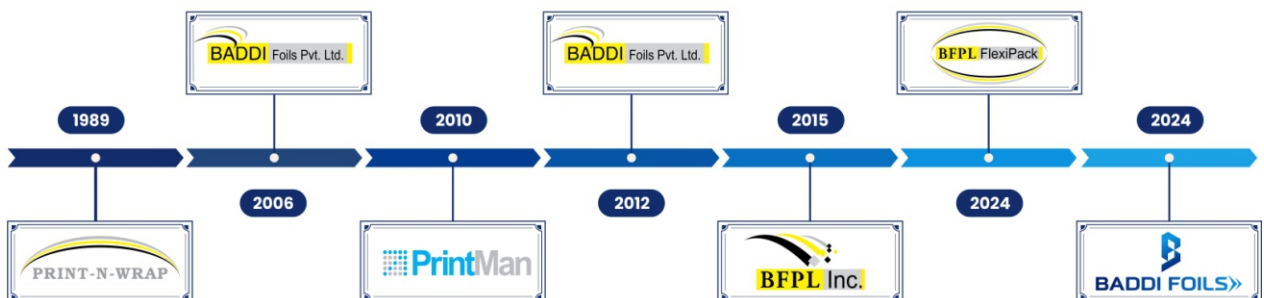 BADDI Foils Pvt. Ltd.
BADDI Foils Pvt. Ltd.
BFPL FlexiPack
1989
2010
2015
2024
2006
2012
2024
PRINT-N-WRAP
PrintMan
BFPL Inc.
BADDI FOILS»